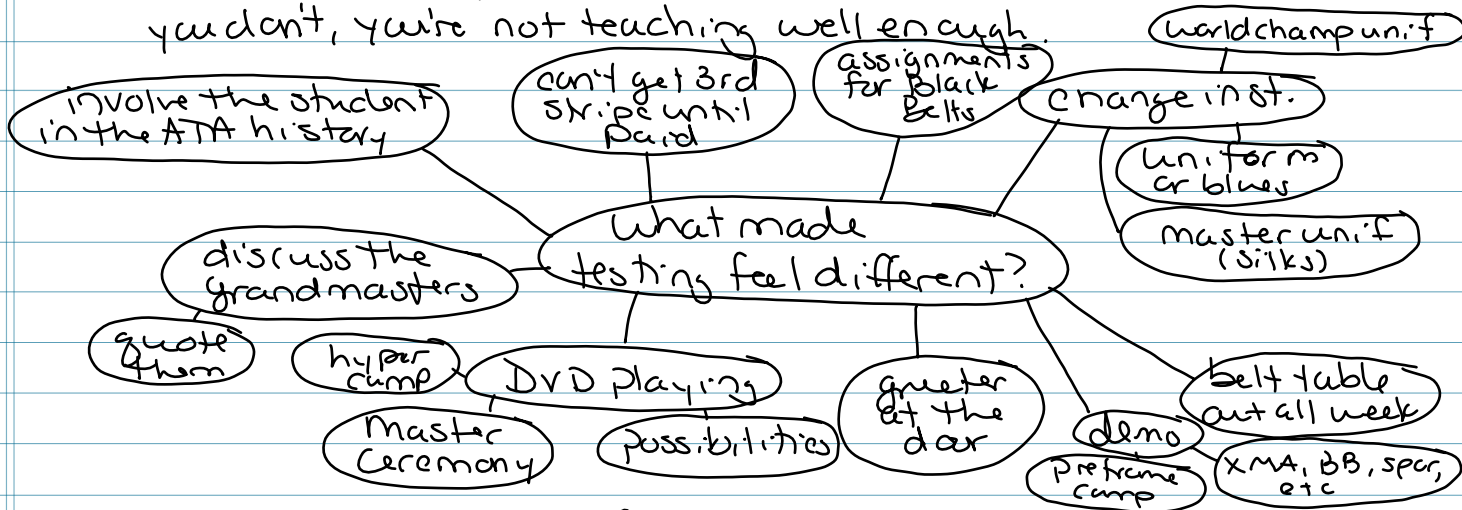 you don't, you're not teaching well enough.
world champ unif
involve the student
in the ATA history
can't get 3rd
stripe until
paid
assignments
for Black
Belts
change inst.
uniform
or blues
master unif
(silks)
What made
testing feel different?
discuss the
grandmasters
quote
them
hyper
camp
DVD playing
master
ceremony
possibilities
greeter
at the
door
belt table
out all week
demo
preframe
camp
XMA, BB, spar,
etc